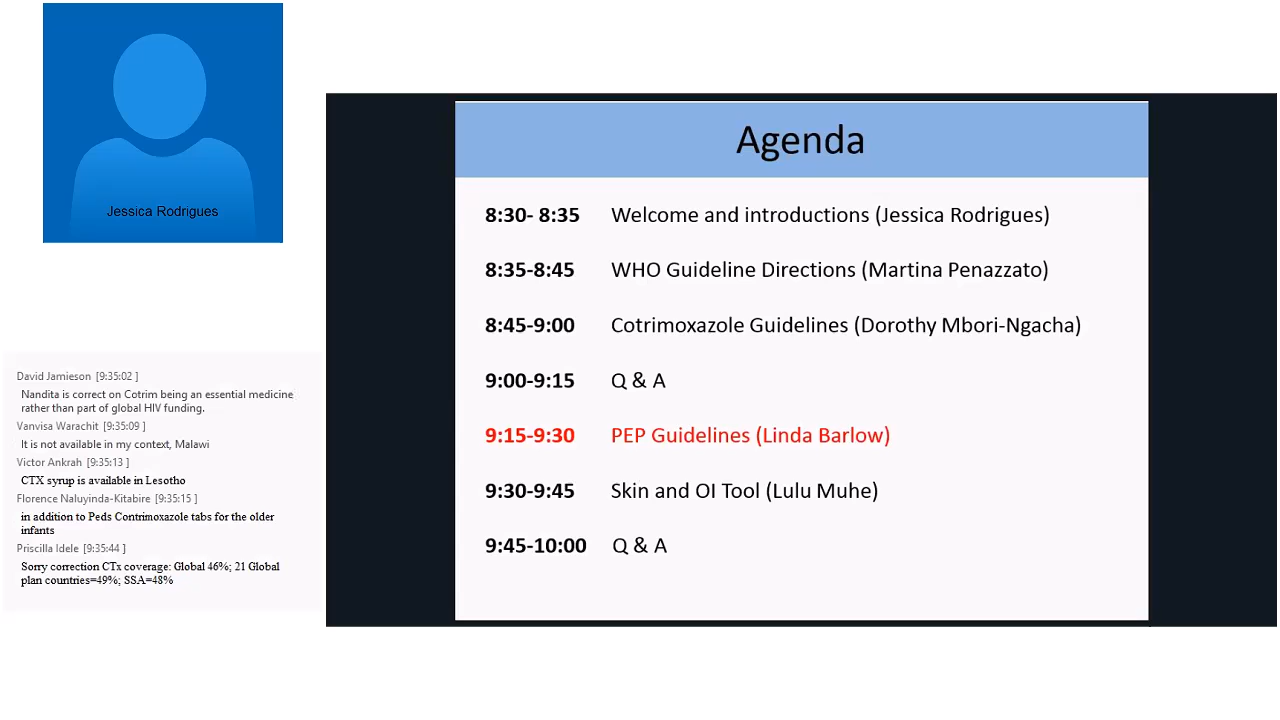 Jessica Rodrigues
Agenda
8:30- 8:35 Welcome and introductions (Jessica Rodrigues)
8:35-8:45 WHO Guideline Directions (Martina Penazzato)
8:45-9:00 Cotrimoxazole Guidelines (Dorothy Mbori-Ngacha)
9:00-9:15 Q & A
9:15-9:30 PEP Guidelines (Linda Barlow)
9:30-9:45 Skin and OI Tool (Lulu Muhe)
9:45-10:00 Q & A
David Jamieson [9:35:02 ]
Nandita is correct on Cotrim being an essential medicine
rather than part of global HIV funding.
Vanvisa Warachit [9:35:09 ]
It is not available in my context, Malawi
Victor Ankrah [9:35:13 ]
CTX syrup is available in Lesotho
Florence Naluyinda-Kitabire [9:35:15 ]
in addition to Peds Contrimoxazole tabs for the older
infants
Priscilla Idele [9:35:44 ]
Sorry correction CTx coverage: Global 46%; 21 Global
plan countries=49%; SSA=48%